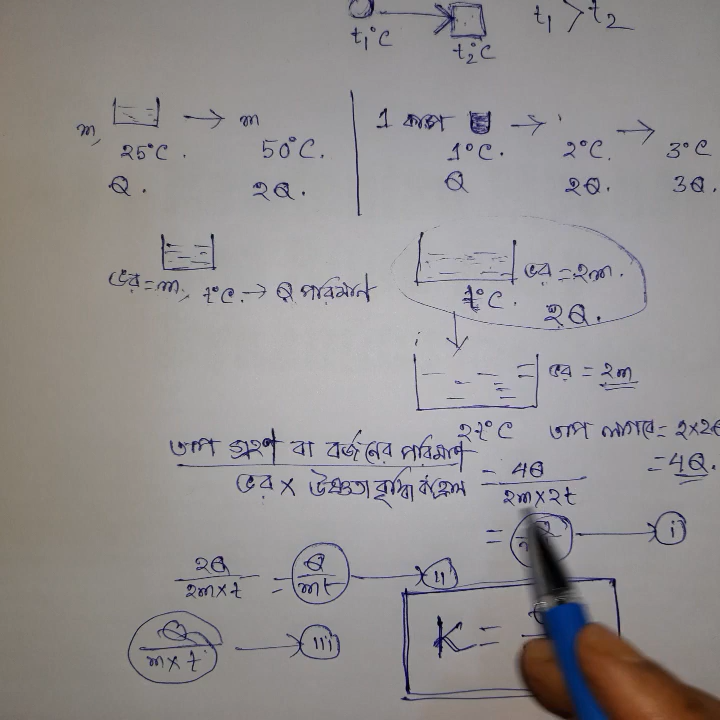 t₁°C t₂°C t₁ > t₂
m, → m
25°C. 50°C.
Q. 2Q.
1 কাপ → →
1°C. 2°C. 3°C
Q 2Q. 3Q.
ভর = m, t°C. → Q পরিমাণ
ভর = 2m.
t°C.
2Q.
ভর = 2m
2t°C তাপ লাগবে = 2×2Q
= 4Q.
তাপ গ্রহণ বা বর্জনের পরিমাণ
ভর × উষ্ণতা বৃদ্ধি বা হ্রাস = 4Q / 2m×2t
= → i
2Q / 2m×t = Q / mt → ii
Q / m×t → iii
K =